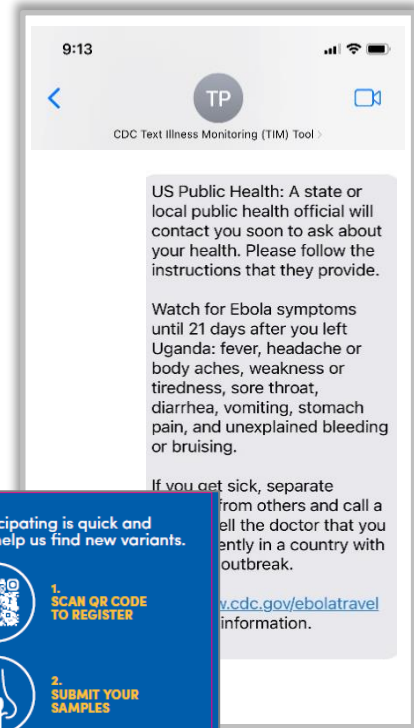 9:13
TP
CDC Text Illness Monitoring (TIM) Tool >
US Public Health: A state or
local public health official will
contact you soon to ask about
your health. Please follow the
instructions that they provide.
Watch for Ebola symptoms
until 21 days after you left
Uganda: fever, headache or
body aches, weakness or
tiredness, sore throat,
diarrhea, vomiting, stomach
pain, and unexplained bleeding
or bruising.
If you get sick, separate
from others and call a
tell the doctor that you
in a country with
outbreak.
.cdc.gov/ebolatravel
information.
quick and
help us find new variants.
1.
SCAN QR CODE
TO REGISTER
2.
SUBMIT YOUR
SAMPLES